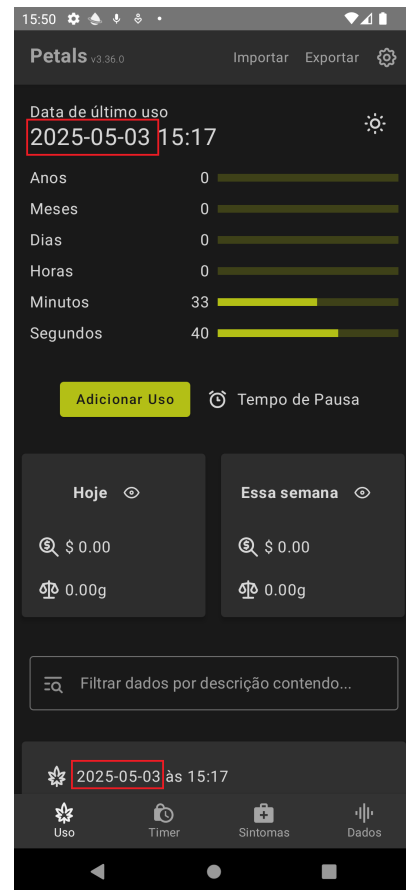 15:50
Petals v3.36.0 Importar Exportar
Data de último uso
2025-05-03 15:17
Anos 0
Meses 0
Dias 0
Horas 0
Minutos 33
Segundos 40
Adicionar Uso Tempo de Pausa
Hoje Essa semana
$ 0.00 $ 0.00
0.00g 0.00g
Filtrar dados por descrição contendo...
2025-05-03 às 15:17
Uso Timer Sintomas Dados